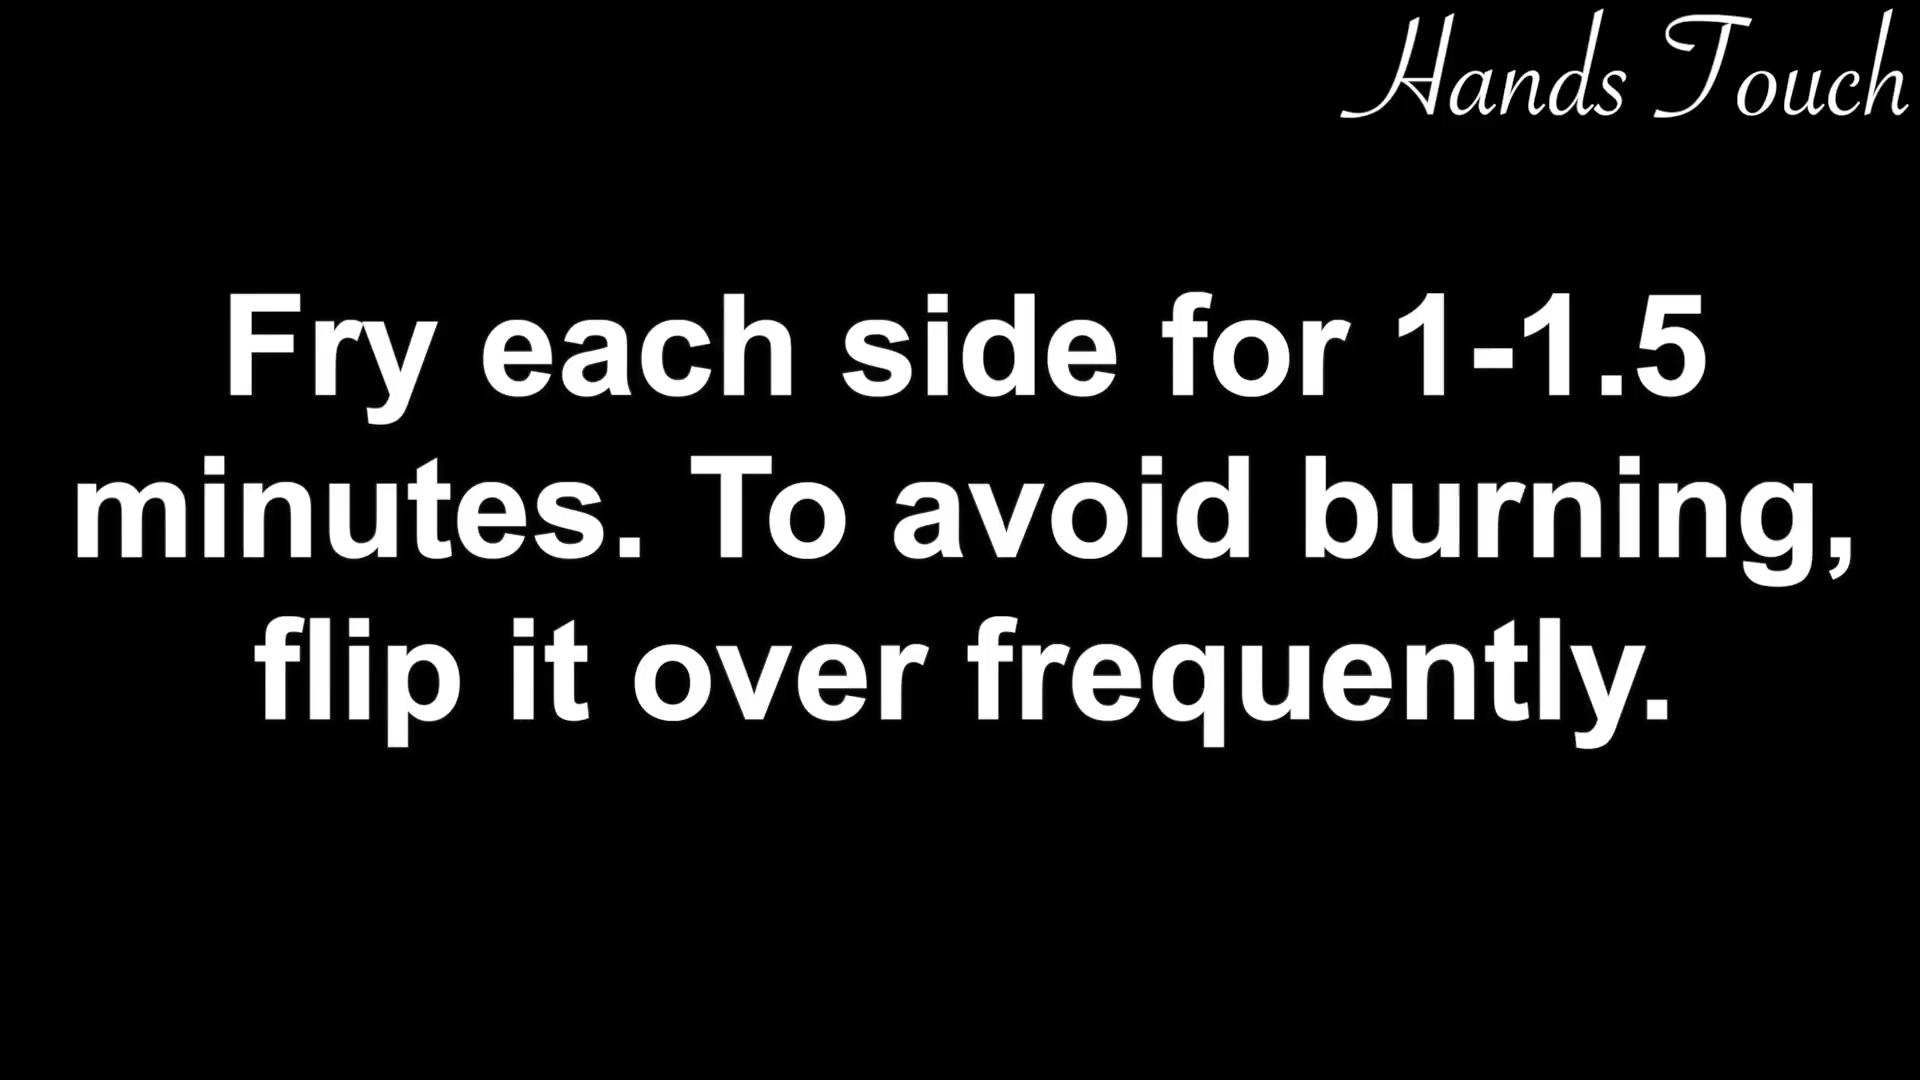 Hands Touch
Fry each side for 1-1.5
minutes. To avoid burning,
flip it over frequently.